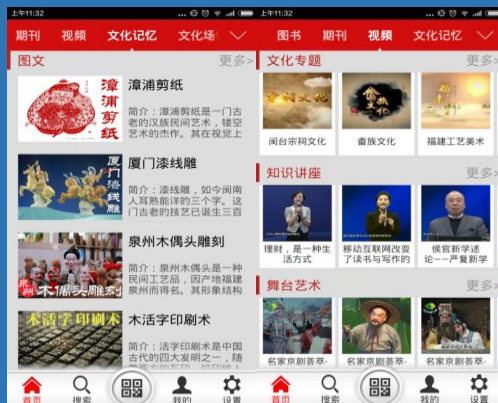 上午11:32
期刊 视频 文化记忆 文化场
图文 更多>
漳浦剪纸
漳浦剪纸
简介：漳浦剪纸是一门古
老的汉族民间艺术，镂空
艺术的杰作。其在视觉上
厦门漆线雕
厦门漆线雕
简介：漆线雕，如今闽南
人耳熟能详的三个字。这
门古老的技艺已诞生三百
泉州木偶头雕刻
泉州木偶头雕刻
简介：泉州木偶头是一种
民间工艺品，因产地福建
泉州而得名。其形象结构
木活字印刷术
木活字印刷术
简介：活字印刷术是中国
古代的四大发明之一，随
首页 搜索 我的 设置
上午11:32
图书 期刊 视频 文化记忆
文化专题 更多>
闽台宗祠文化 畲族文化 福建工艺美术
知识讲座 更多>
理财，是一种生
活方式
移动互联网改变
了读书与写作的
侯官新学述
论——严复新学
舞台艺术 更多>
名家京剧荟萃- 名家京剧荟萃- 名家京剧荟萃-
首页 搜索 我的 设置